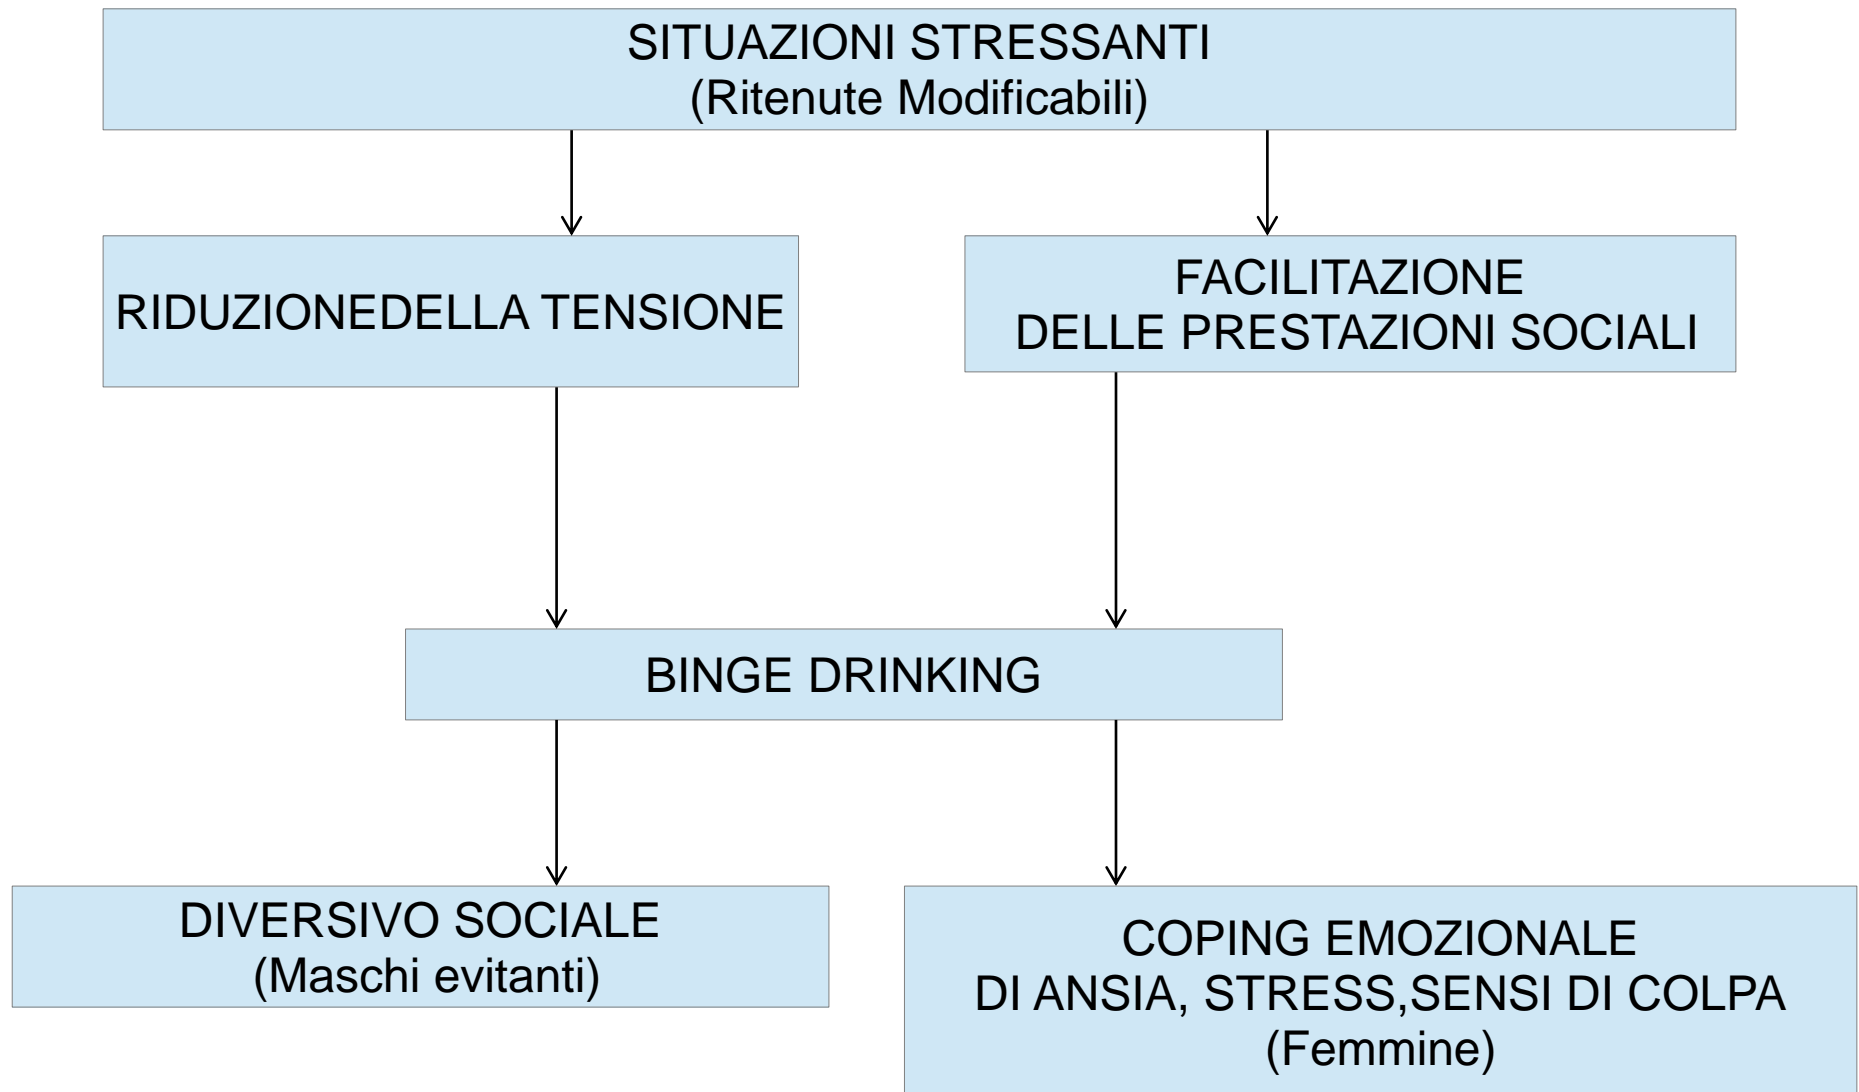 SITUAZIONI STRESSANTI
(Ritenute Modificabili)
RIDUZIONEDELLA TENSIONE
FACILITAZIONE
DELLE PRESTAZIONI SOCIALI
BINGE DRINKING
DIVERSIVO SOCIALE
(Maschi evitanti)
COPING EMOZIONALE
DI ANSIA, STRESS,SENSI DI COLPA
(Femmine)